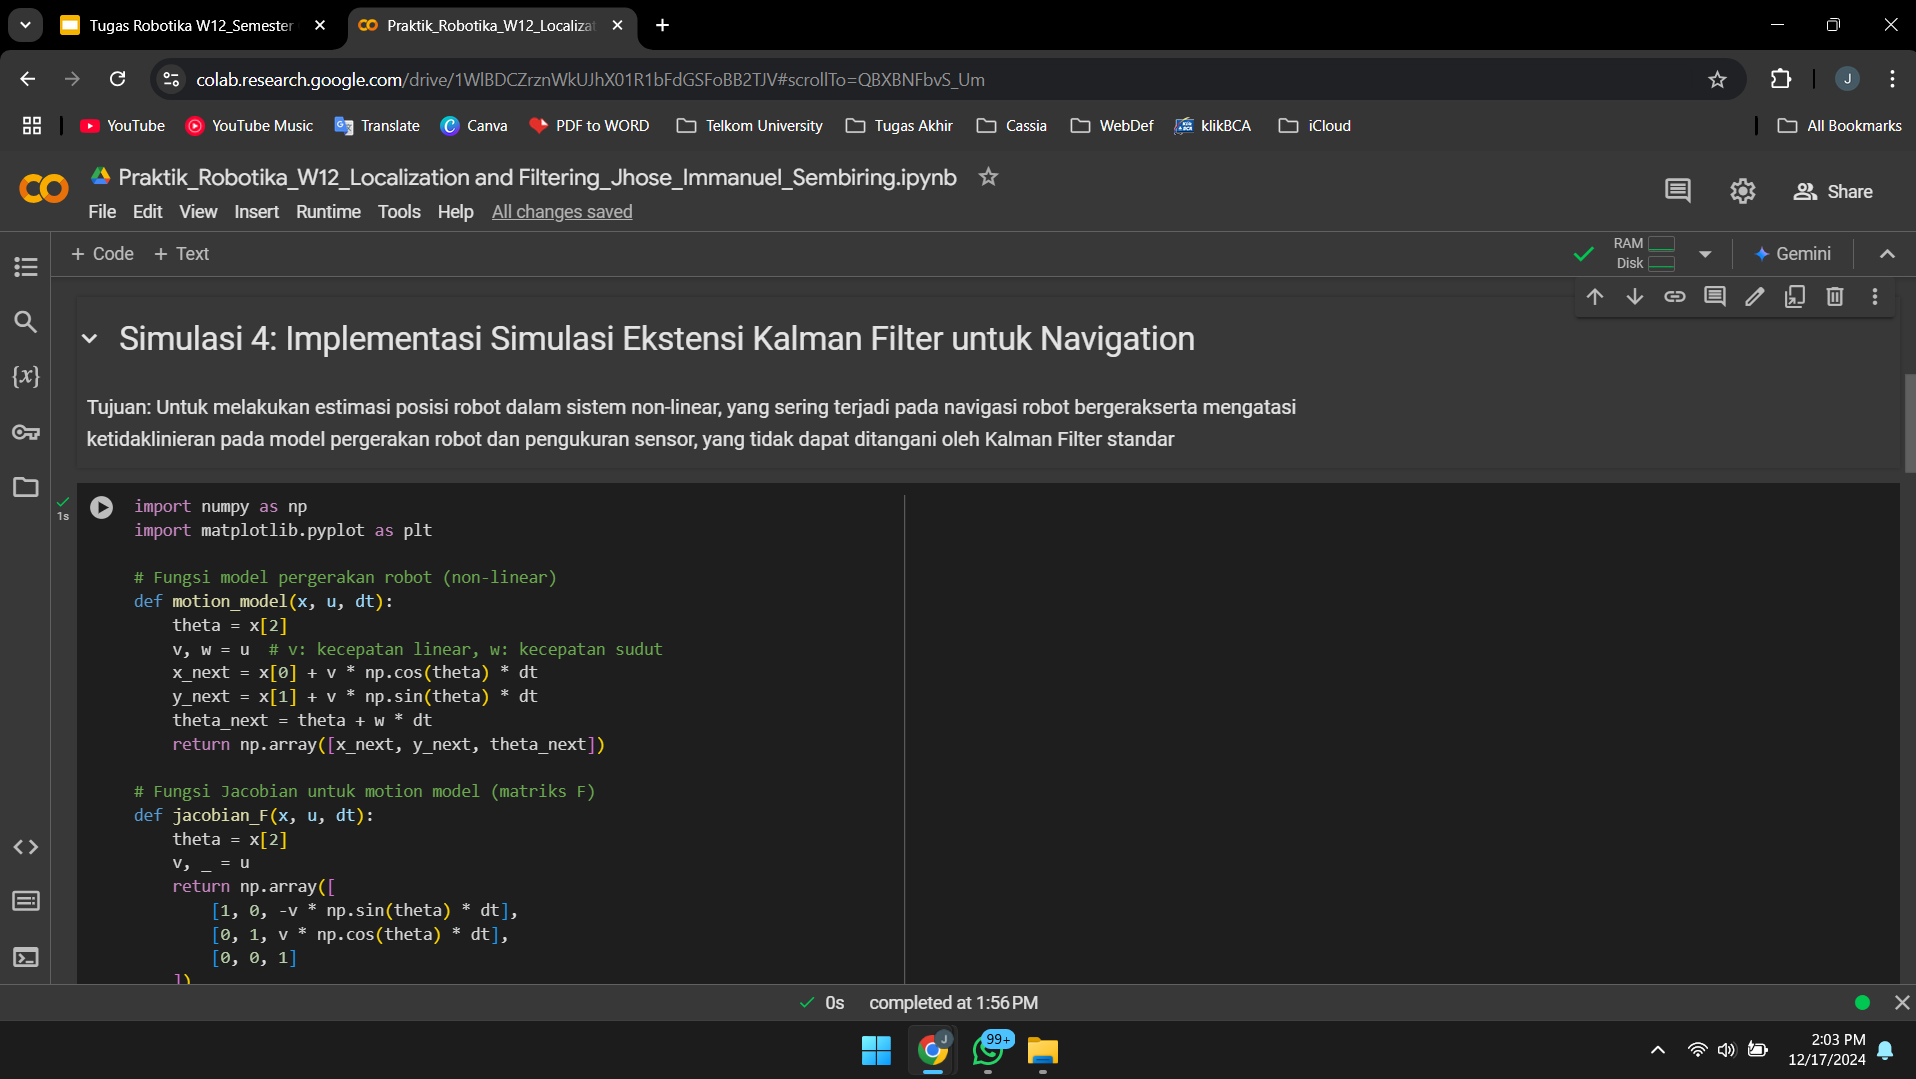 Tugas Robotika W12_Semester
Praktik_Robotika_W12_Localizat
colab.research.google.com/drive/1WlBDCZrznWkUJhX01R1bFdGSFoBB2TJV#scrollTo=QBXBNFbvS_Um
J
YouTube YouTube Music Translate Canva PDF to WORD Telkom University Tugas Akhir Cassia WebDef klikBCA iCloud All Bookmarks
Praktik_Robotika_W12_Localization and Filtering_Jhose_Immanuel_Sembiring.ipynb
Share
File Edit View Insert Runtime Tools Help All changes saved
+ Code + Text
RAM
Disk
Gemini
Simulasi 4: Implementasi Simulasi Ekstensi Kalman Filter untuk Navigation
Tujuan: Untuk melakukan estimasi posisi robot dalam sistem non-linear, yang sering terjadi pada navigasi robot bergerakserta mengatasi
ketidaklinieran pada model pergerakan robot dan pengukuran sensor, yang tidak dapat ditangani oleh Kalman Filter standar
1s
import numpy as np
import matplotlib.pyplot as plt
# Fungsi model pergerakan robot (non-linear)
def motion_model(x, u, dt):
    theta = x[2]
    v, w = u  # v: kecepatan linear, w: kecepatan sudut
    x_next = x[0] + v * np.cos(theta) * dt
    y_next = x[1] + v * np.sin(theta) * dt
    theta_next = theta + w * dt
    return np.array([x_next, y_next, theta_next])
# Fungsi Jacobian untuk motion model (matriks F)
def jacobian_F(x, u, dt):
    theta = x[2]
    v, _ = u
    return np.array([
        [1, 0, -v * np.sin(theta) * dt],
        [0, 1, v * np.cos(theta) * dt],
        [0, 0, 1]
    ])
0s completed at 1:56 PM
J
99+
2:03 PM
12/17/2024